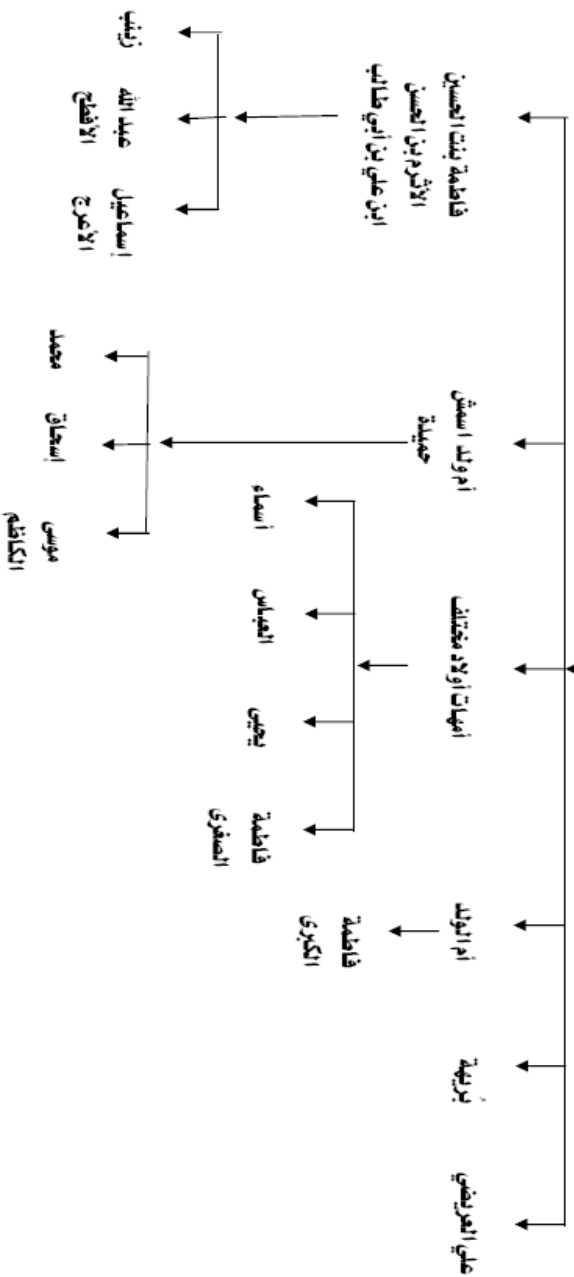 علي العريضي
بُريهة
أم الولد
أمهات أولاد مختلف
أم ولد اسمش
حميدة
فاطمة بنت الحسين
الأثرم بن الحسن
ابن علي بن أبي طالب
فاطمة
الكبرى
فاطمة
الصغرى
يحيى
العباس
أسماء
موسى
الكاظم
إسحاق
محمد
إسماعيل
الأعرج
عبد الله
الأفطح
زينب